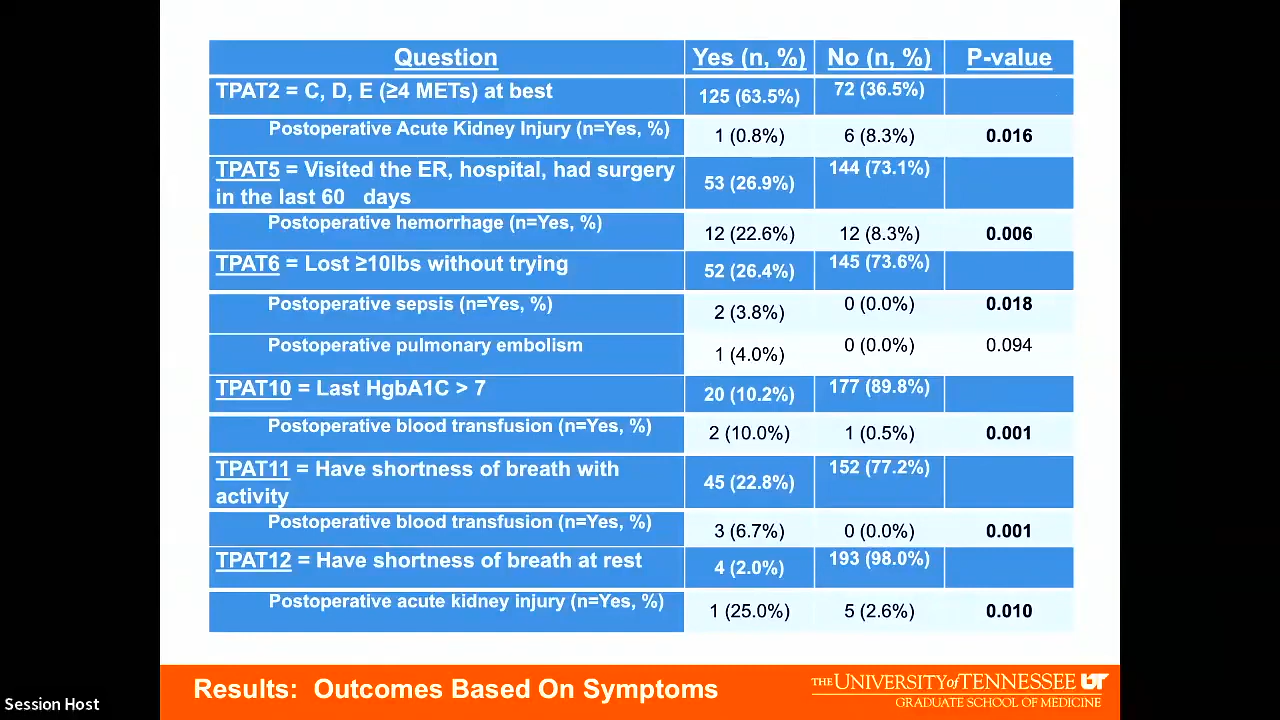 Question Yes (n, %) No (n, %) P-value
TPAT2 = C, D, E (≥4 METs) at best 125 (63.5%) 72 (36.5%)
Postoperative Acute Kidney Injury (n=Yes, %) 1 (0.8%) 6 (8.3%) 0.016
TPAT5 = Visited the ER, hospital, had surgery
in the last 60 days 53 (26.9%) 144 (73.1%)
Postoperative hemorrhage (n=Yes, %) 12 (22.6%) 12 (8.3%) 0.006
TPAT6 = Lost ≥10lbs without trying 52 (26.4%) 145 (73.6%)
Postoperative sepsis (n=Yes, %) 2 (3.8%) 0 (0.0%) 0.018
Postoperative pulmonary embolism 1 (4.0%) 0 (0.0%) 0.094
TPAT10 = Last HgbA1C > 7 20 (10.2%) 177 (89.8%)
Postoperative blood transfusion (n=Yes, %) 2 (10.0%) 1 (0.5%) 0.001
TPAT11 = Have shortness of breath with
activity 45 (22.8%) 152 (77.2%)
Postoperative blood transfusion (n=Yes, %) 3 (6.7%) 0 (0.0%) 0.001
TPAT12 = Have shortness of breath at rest 4 (2.0%) 193 (98.0%)
Postoperative acute kidney injury (n=Yes, %) 1 (25.0%) 5 (2.6%) 0.010
Results: Outcomes Based On Symptoms
THE UNIVERSITY of TENNESSEE UT
GRADUATE SCHOOL OF MEDICINE
Session Host